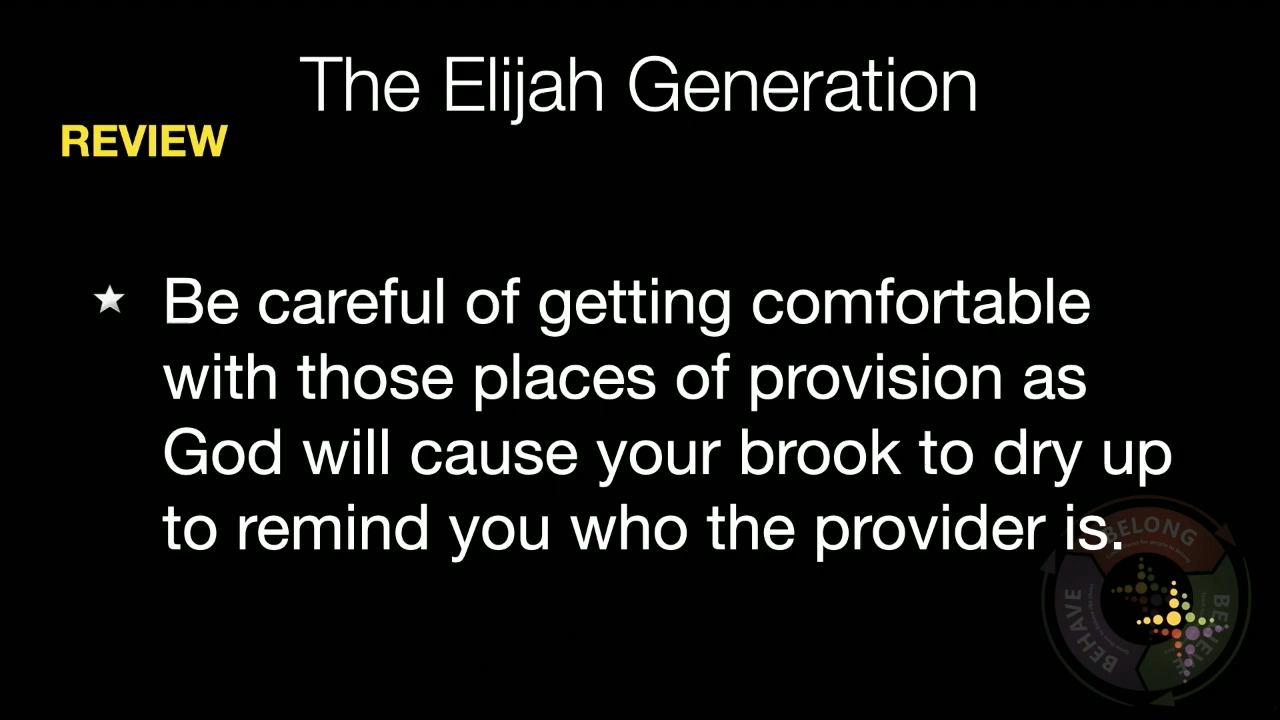 The Elijah Generation
REVIEW
Be careful of getting comfortable
with those places of provision as
God will cause your brook to dry up
to remind you who the provider is.
BELONG
BEHAVE
BELIEVE